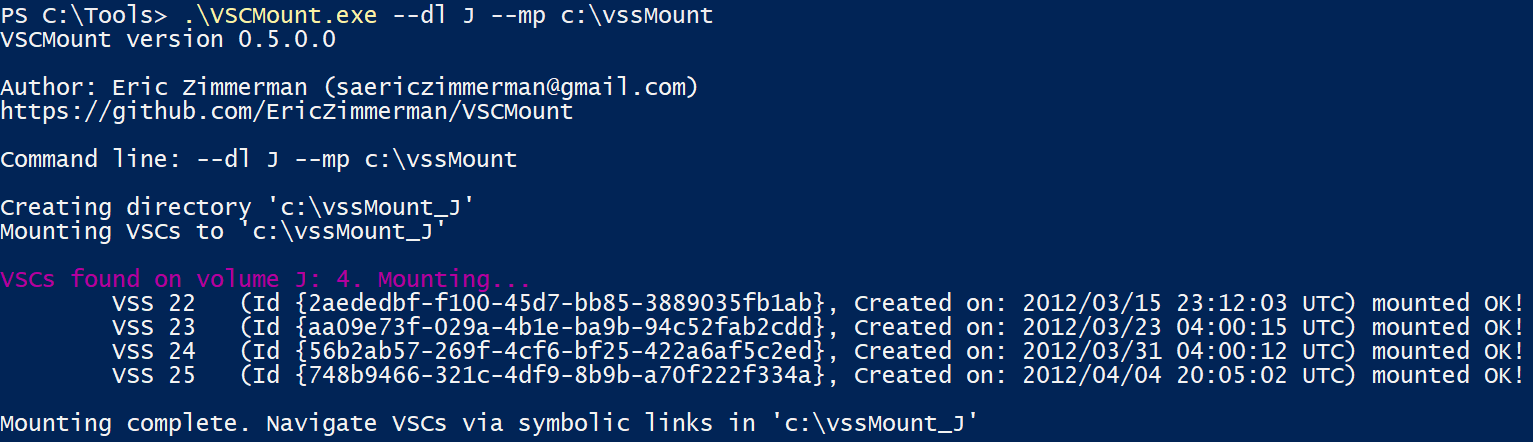 PS C:\Tools> .\VSCMount.exe --dl J --mp c:\vssMount
VSCMount version 0.5.0.0
Author: Eric Zimmerman (saericzimmerman@gmail.com)
https://github.com/EricZimmerman/VSCMount
Command line: --dl J --mp c:\vssMount
Creating directory 'c:\vssMount_J'
Mounting VSCs to 'c:\vssMount_J'
VSCs found on volume J: 4. Mounting...
VSS 22 (Id {2aededbf-f100-45d7-bb85-3889035fb1ab}, Created on: 2012/03/15 23:12:03 UTC) mounted OK!
VSS 23 (Id {aa09e73f-029a-4b1e-ba9b-94c52fab2cdd}, Created on: 2012/03/23 04:00:15 UTC) mounted OK!
VSS 24 (Id {56b2ab57-269f-4cf6-bf25-422a6af5c2ed}, Created on: 2012/03/31 04:00:12 UTC) mounted OK!
VSS 25 (Id {748b9466-321c-4df9-8b9b-a70f222f334a}, Created on: 2012/04/04 20:05:02 UTC) mounted OK!
Mounting complete. Navigate VSCs via symbolic links in 'c:\vssMount_J'